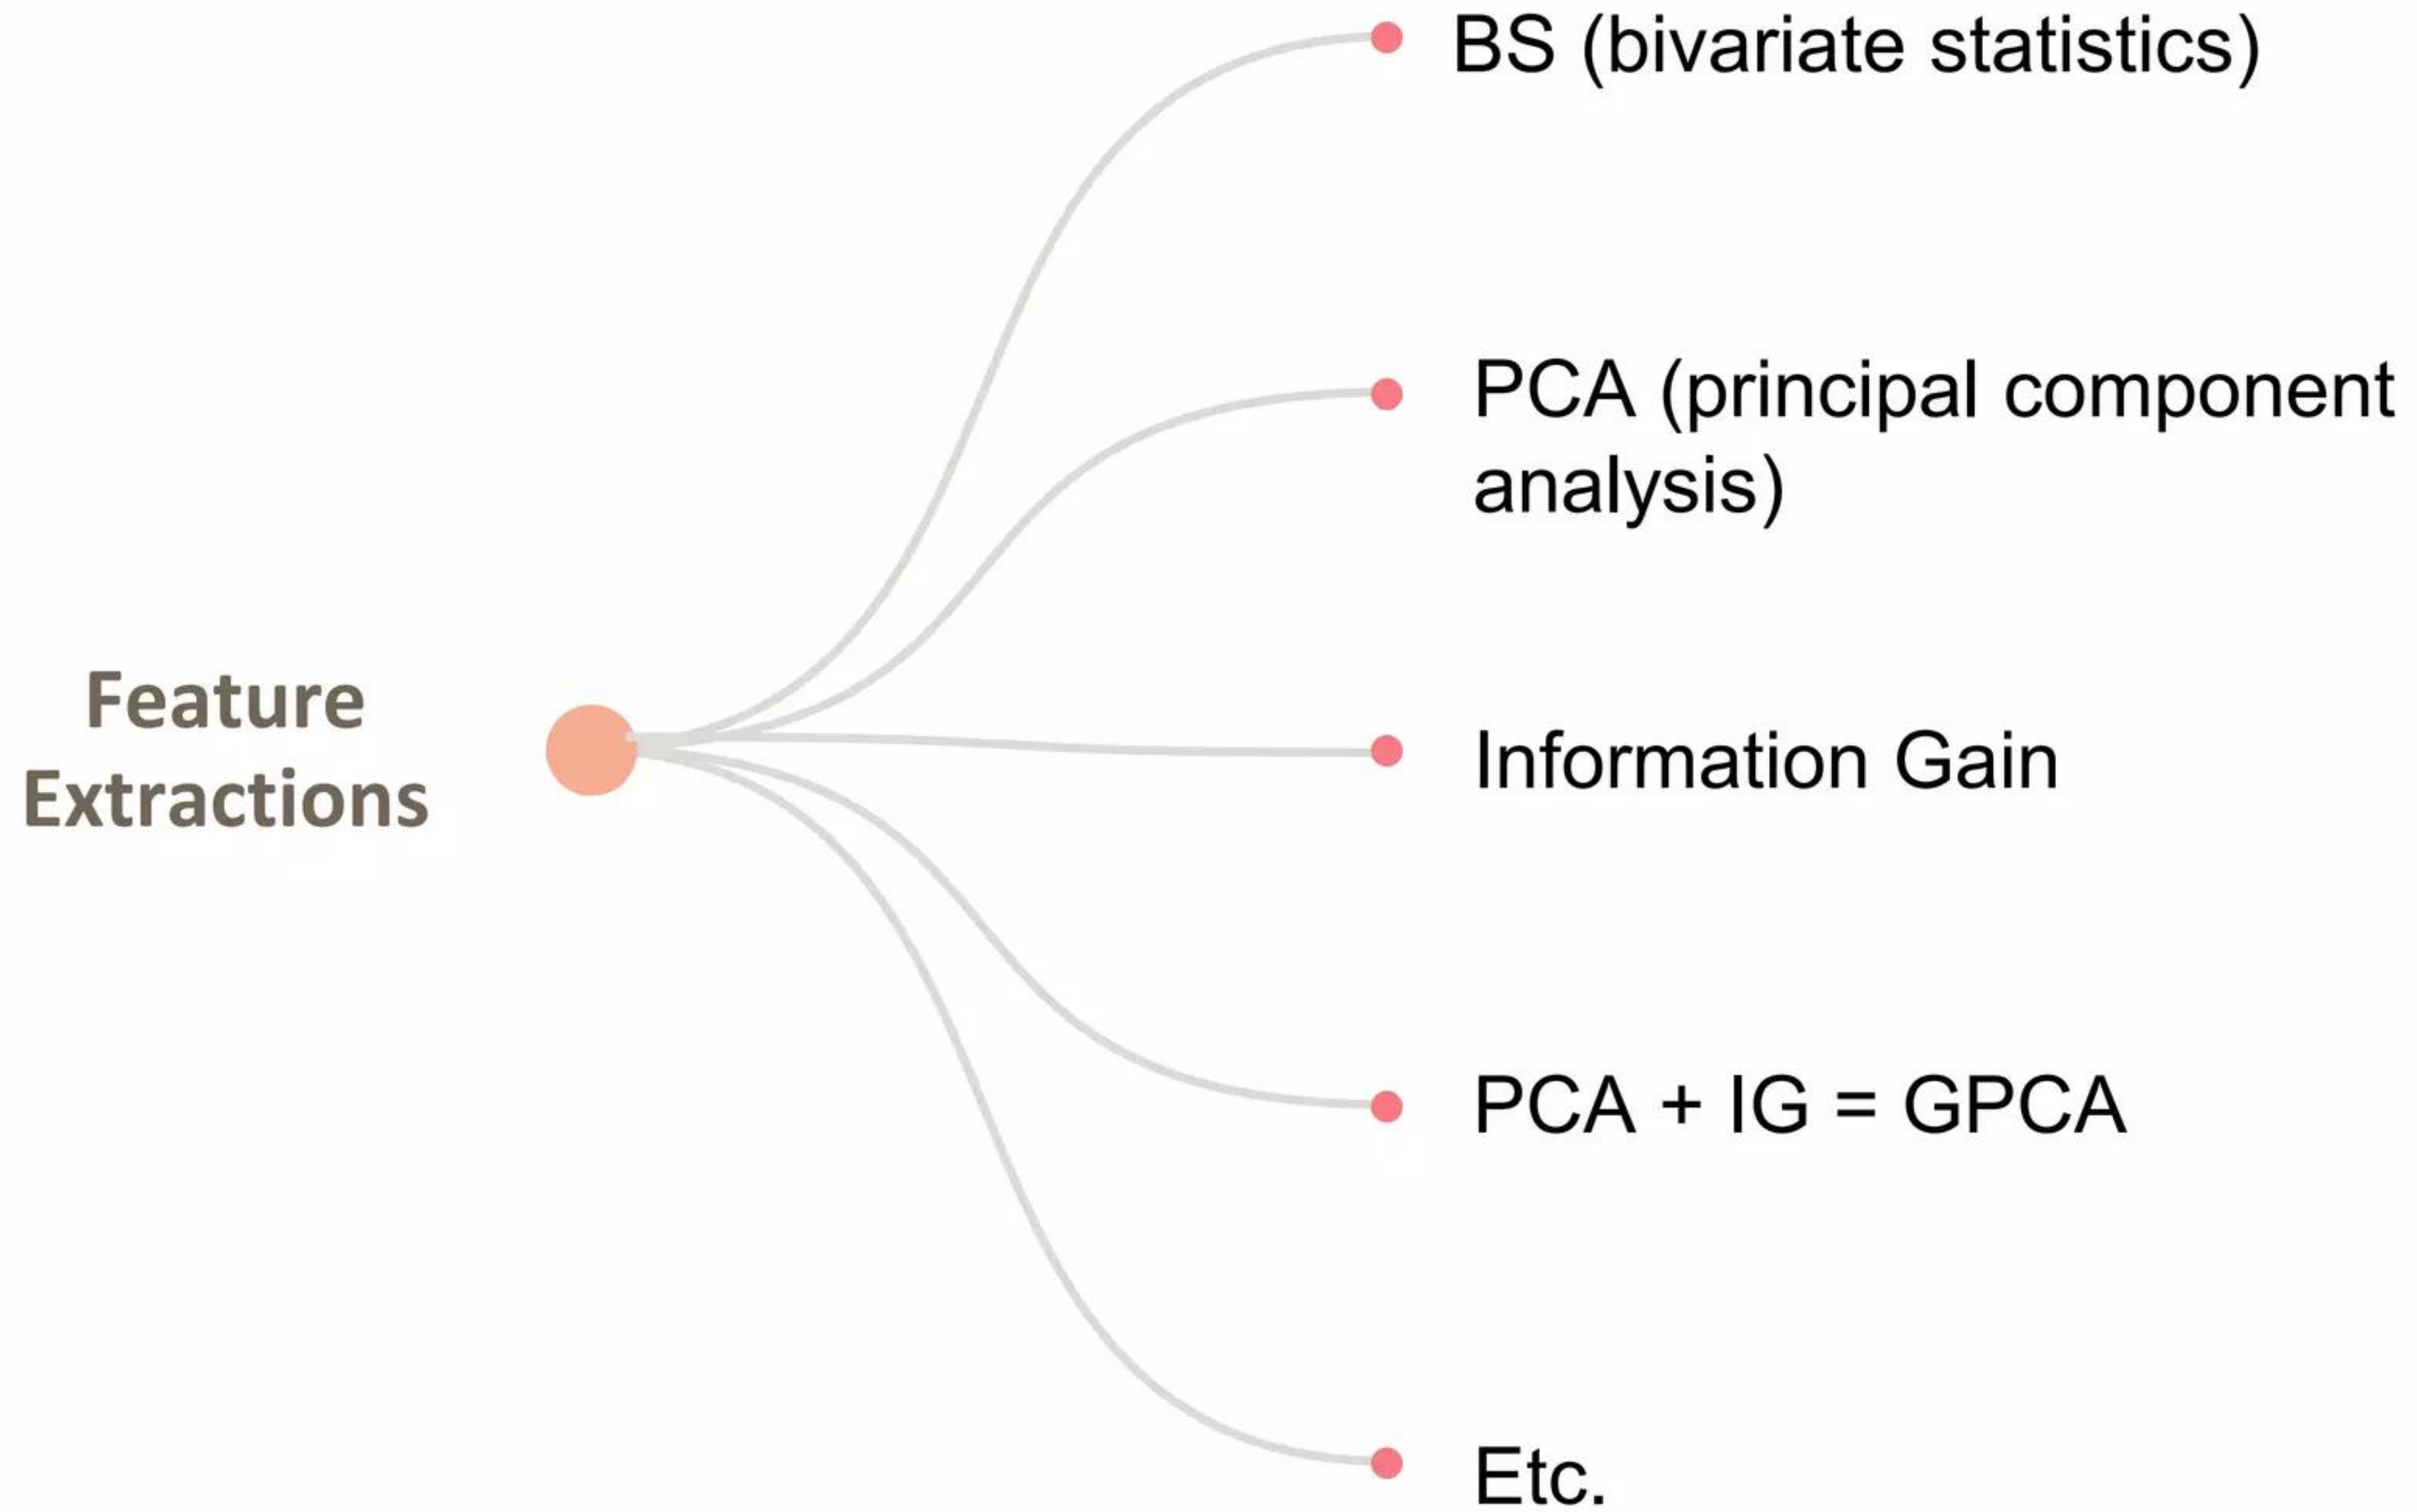 BS (bivariate statistics)
PCA (principal component
analysis)
Feature
Extractions
Information Gain
PCA + IG = GPCA
Etc.